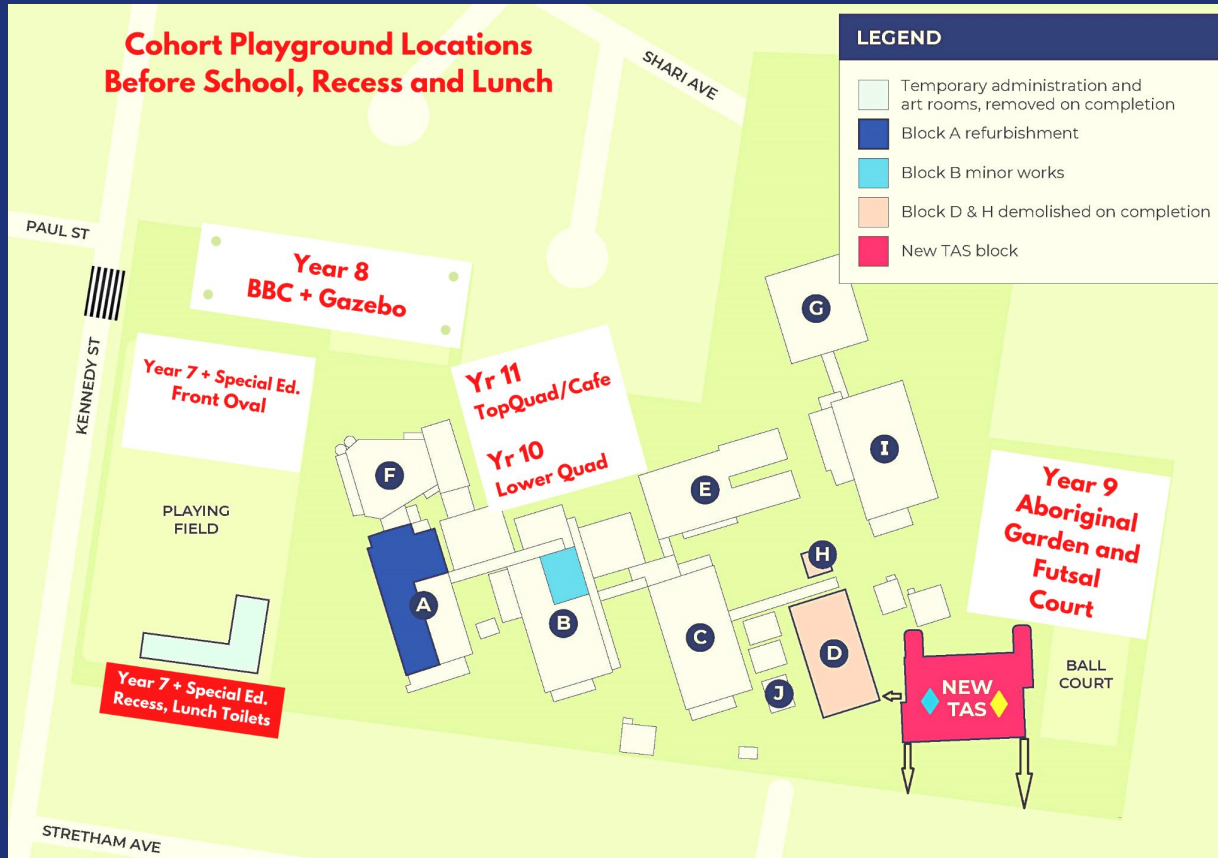 Cohort Playground Locations
Before School, Recess and Lunch
LEGEND
Temporary administration and
art rooms, removed on completion
Block A refurbishment
Block B minor works
Block D & H demolished on completion
New TAS block
SHARI AVE
PAUL ST
KENNEDY ST
Year 8
BBC + Gazebo
Year 7 + Special Ed.
Front Oval
Yr 11
TopQuad/Cafe
Yr 10
Lower Quad
G
I
F
E
Year 9
Aboriginal
Garden and
Futsal
Court
PLAYING
FIELD
H
A
B
C
D
J
BALL
COURT
NEW
TAS
Year 7 + Special Ed.
Recess, Lunch Toilets
STRETHAM AVE